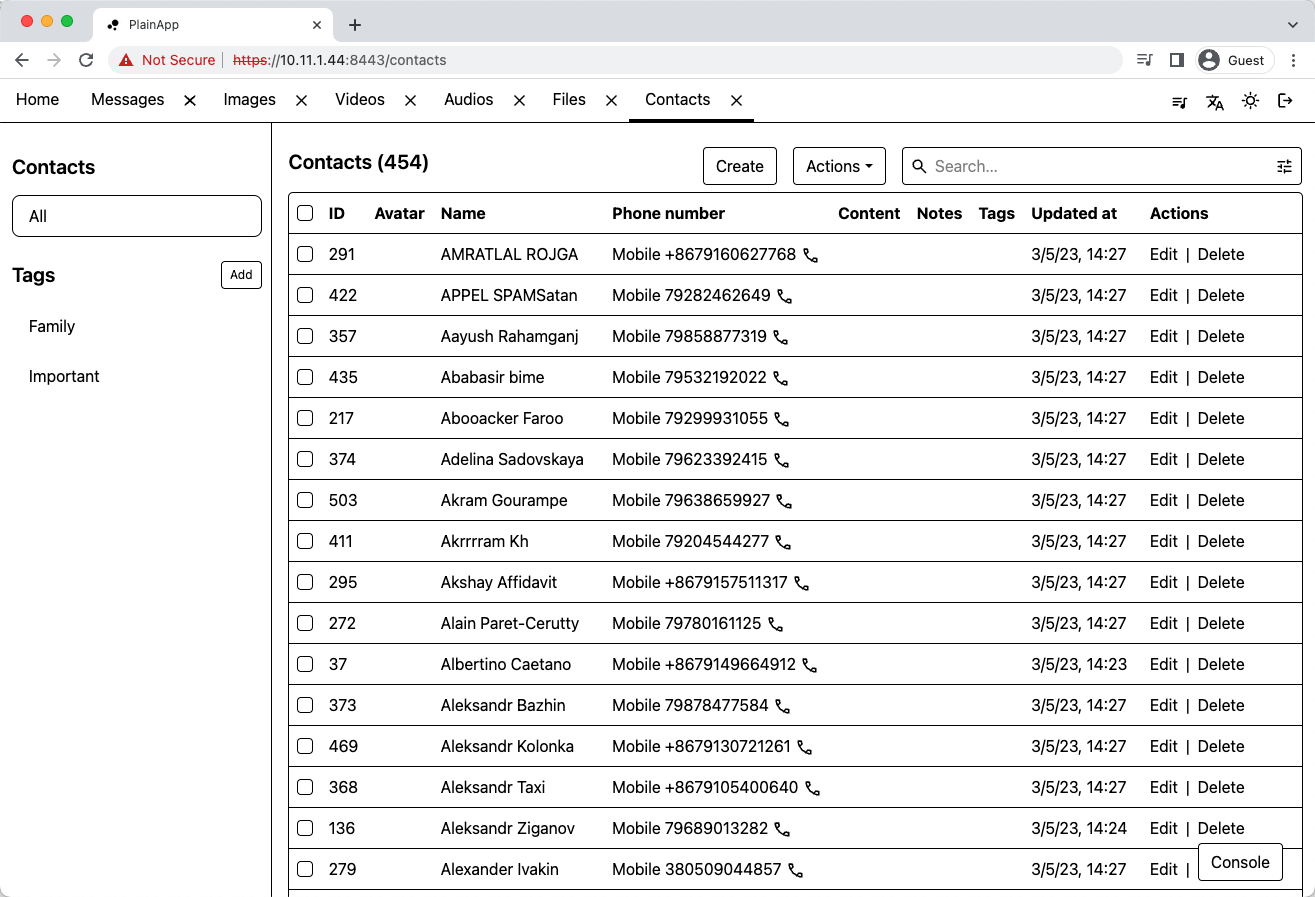 PlainApp
Not Secure https://10.11.1.44:8443/contacts Guest
Home Messages Images Videos Audios Files Contacts
Contacts
All
Tags Add
Family
Important
Contacts (454) Create Actions Search...
ID Avatar Name Phone number Content Notes Tags Updated at Actions
291 AMRATLAL ROJGA Mobile +8679160627768 3/5/23, 14:27 Edit | Delete
422 APPEL SPAMSatan Mobile 79282462649 3/5/23, 14:27 Edit | Delete
357 Aayush Rahamganj Mobile 79858877319 3/5/23, 14:27 Edit | Delete
435 Ababasir bime Mobile 79532192022 3/5/23, 14:27 Edit | Delete
217 Abooacker Faroo Mobile 79299931055 3/5/23, 14:27 Edit | Delete
374 Adelina Sadovskaya Mobile 79623392415 3/5/23, 14:27 Edit | Delete
503 Akram Gourampe Mobile 79638659927 3/5/23, 14:27 Edit | Delete
411 Akrrrram Kh Mobile 79204544277 3/5/23, 14:27 Edit | Delete
295 Akshay Affidavit Mobile +8679157511317 3/5/23, 14:27 Edit | Delete
272 Alain Paret-Cerutty Mobile 79780161125 3/5/23, 14:27 Edit | Delete
37 Albertino Caetano Mobile +8679149664912 3/5/23, 14:23 Edit | Delete
373 Aleksandr Bazhin Mobile 79878477584 3/5/23, 14:27 Edit | Delete
469 Aleksandr Kolonka Mobile +8679130721261 3/5/23, 14:27 Edit | Delete
368 Aleksandr Taxi Mobile +8679105400640 3/5/23, 14:27 Edit | Delete
136 Aleksandr Ziganov Mobile 79689013282 3/5/23, 14:24 Edit | Delete
279 Alexander Ivakin Mobile 380509044857 3/5/23, 14:27 Edit |
Console